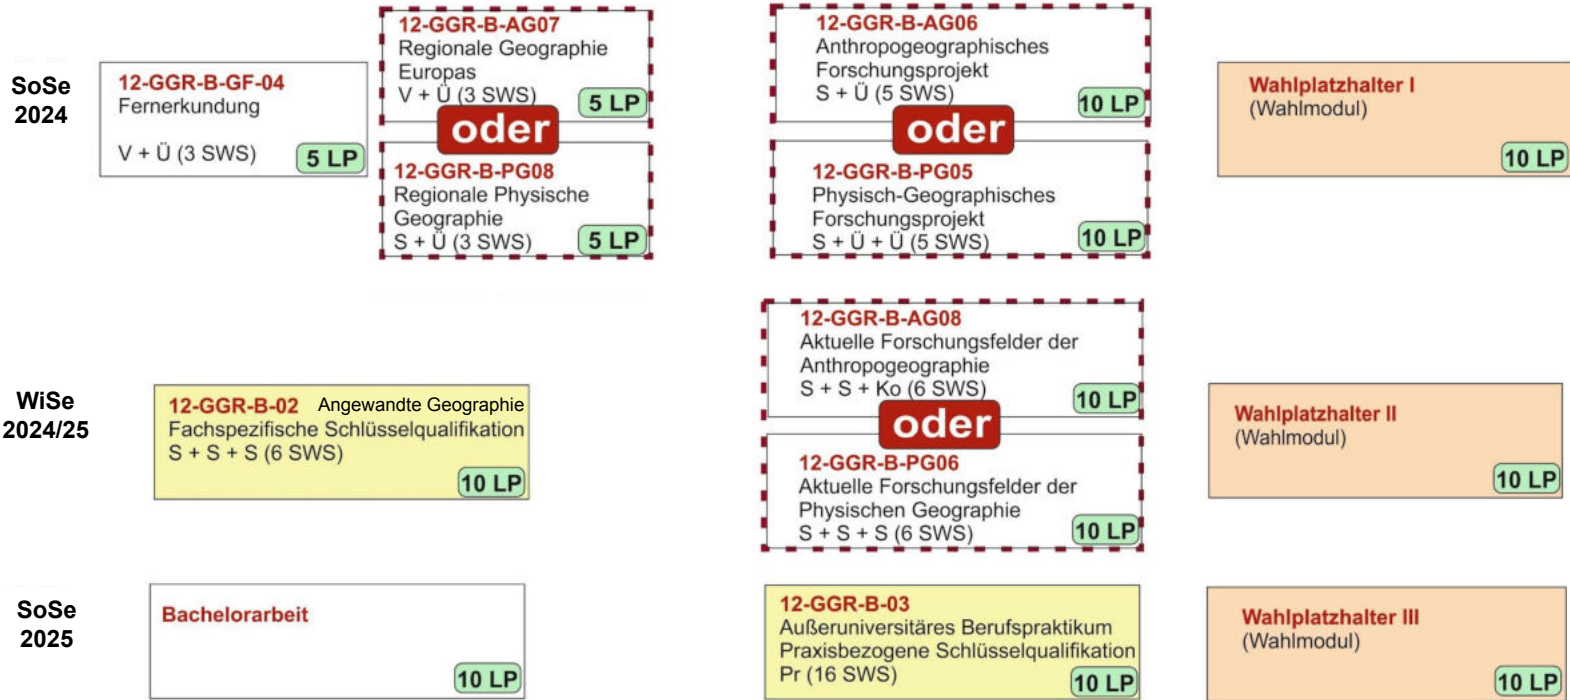 SoSe
2024
12-GGR-B-GF-04
Fernerkundung
V + Ü (3 SWS)
5 LP
12-GGR-B-AG07
Regionale Geographie
Europas
V + Ü (3 SWS)
5 LP
oder
12-GGR-B-PG08
Regionale Physische
Geographie
S + Ü (3 SWS)
5 LP
12-GGR-B-AG06
Anthropogeographisches
Forschungsprojekt
S + Ü (5 SWS)
10 LP
oder
12-GGR-B-PG05
Physisch-Geographisches
Forschungsprojekt
S + Ü + Ü (5 SWS)
10 LP
Wahlplatzhalter I
(Wahlmodul)
10 LP
WiSe
2024/25
12-GGR-B-02 Angewandte Geographie
Fachspezifische Schlüsselqualifikation
S + S + S (6 SWS)
10 LP
12-GGR-B-AG08
Aktuelle Forschungsfelder der
Anthropogeographie
S + S + Ko (6 SWS)
10 LP
oder
12-GGR-B-PG06
Aktuelle Forschungsfelder der
Physischen Geographie
S + S + S (6 SWS)
10 LP
Wahlplatzhalter II
(Wahlmodul)
10 LP
SoSe
2025
Bachelorarbeit
10 LP
12-GGR-B-03
Außeruniversitäres Berufspraktikum
Praxisbezogene Schlüsselqualifikation
Pr (16 SWS)
10 LP
Wahlplatzhalter III
(Wahlmodul)
10 LP